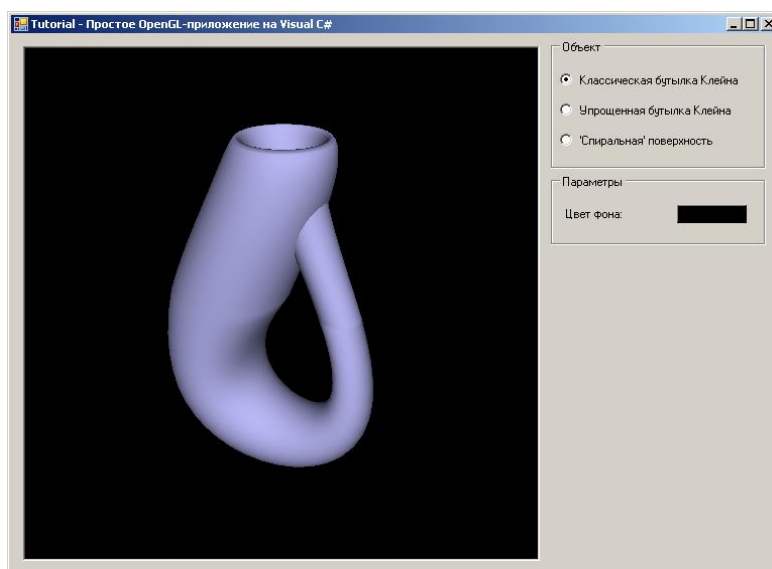 Tutorial - Простое OpenGL-приложение на Visual C#
Объект
Классическая бутылка Клейна
Упрощенная бутылка Клейна
'Спиральная' поверхность
Параметры
Цвет фона: